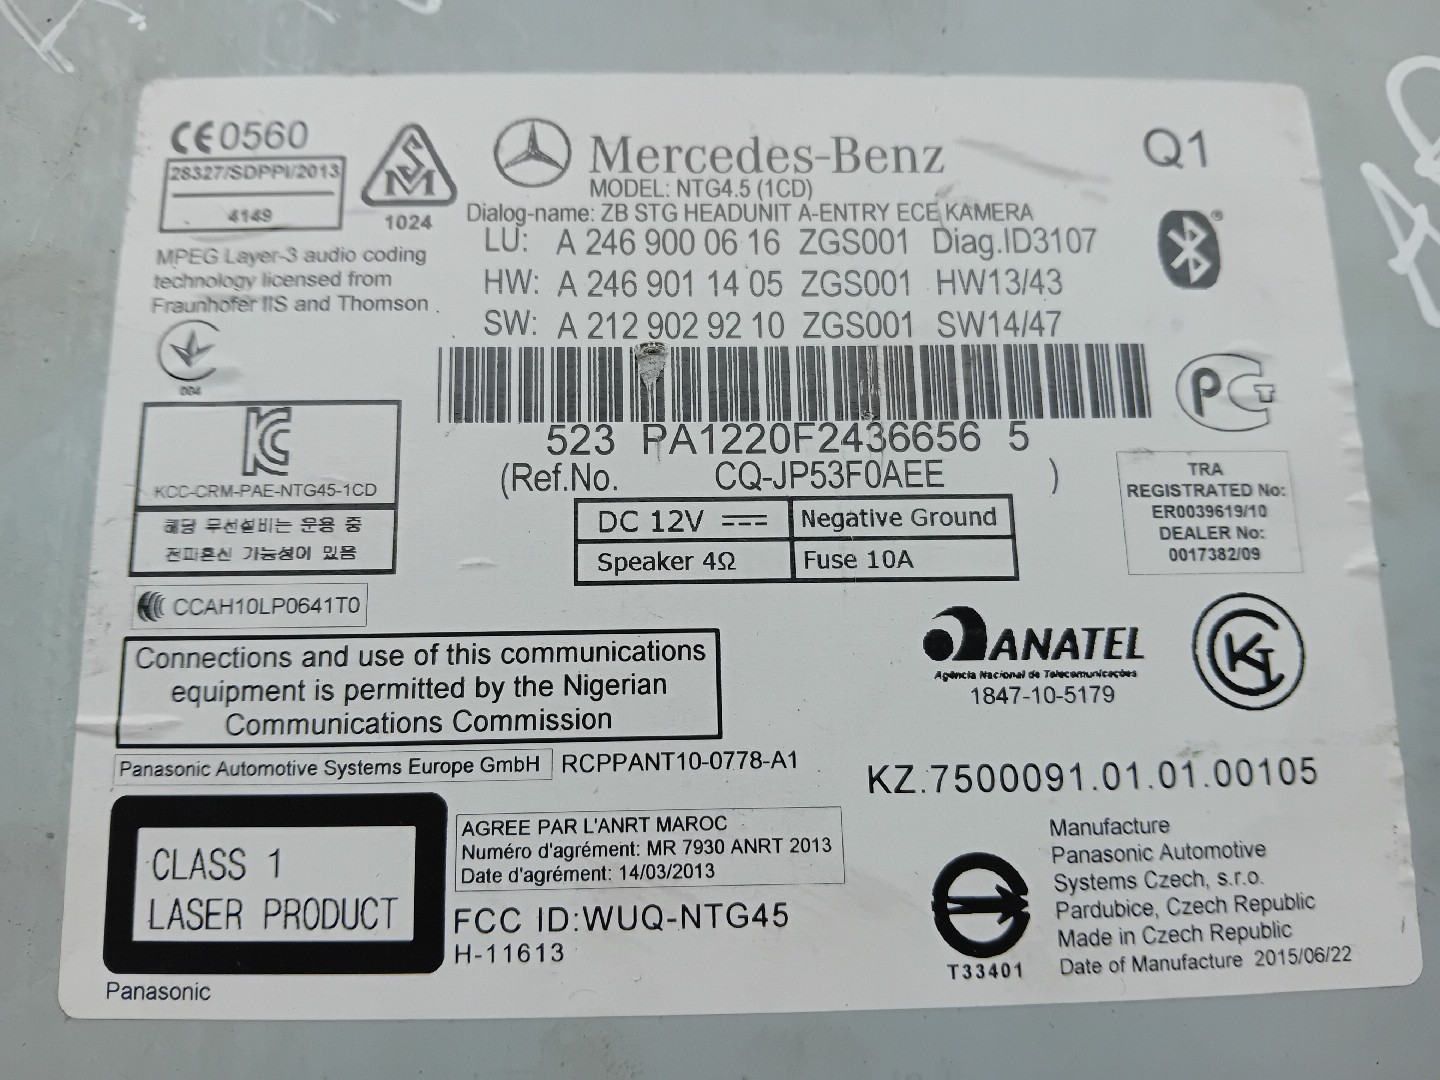 CE0560
28327/SDPPI/2013
4149
SM
1024
Mercedes-Benz
MODEL: NTG4.5 (1CD)
Dialog-name: ZB STG HEADUNIT A-ENTRY ECE KAMERA
Q1
LU: A 246 900 06 16 ZGS001 Diag.ID3107
HW: A 246 901 14 05 ZGS001 HW13/43
SW: A 212 902 92 10 ZGS001 SW14/47
MPEG Layer-3 audio coding
technology licensed from
Fraunhofer IIS and Thomson.
004
523 PA1220F2436656 5
(Ref.No. CQ-JP53F0AEE )
DC 12V Negative Ground
Speaker 4Ω Fuse 10A
PCT
KC
KCC-CRM-PAE-NTG45-1CD
해당 무선설비는 운용 중
전파혼신 가능성이 있음
TRA
REGISTRATED No:
ER0039619/10
DEALER No:
0017382/09
CCAH10LP0641T0
Connections and use of this communications
equipment is permitted by the Nigerian
Communications Commission
ANATEL
Agência Nacional de Telecomunicações
1847-10-5179
Panasonic Automotive Systems Europe GmbH RCPPANT10-0778-A1
KZ.7500091.01.01.00105
CLASS 1
LASER PRODUCT
Panasonic
AGREE PAR L'ANRT MAROC
Numéro d'agrément: MR 7930 ANRT 2013
Date d'agrément: 14/03/2013
FCC ID:WUQ-NTG45
H-11613
T33401
Manufacture
Panasonic Automotive
Systems Czech, s.r.o.
Pardubice, Czech Republic
Made in Czech Republic
Date of Manufacture 2015/06/22